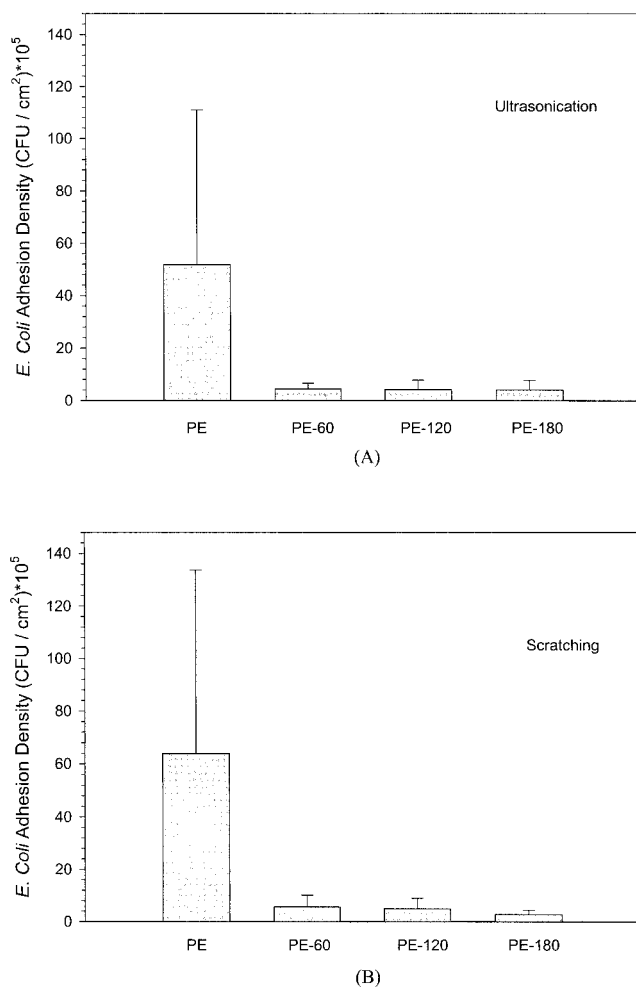 E. Coli Adhesion Density (CFU / cm²)*10⁵
140
120
100
80
60
40
20
0
Ultrasonication
PE PE-60 PE-120 PE-180
(A)
E. Coli Adhesion Density (CFU / cm²)*10⁵
140
120
100
80
60
40
20
0
Scratching
PE PE-60 PE-120 PE-180
(B)